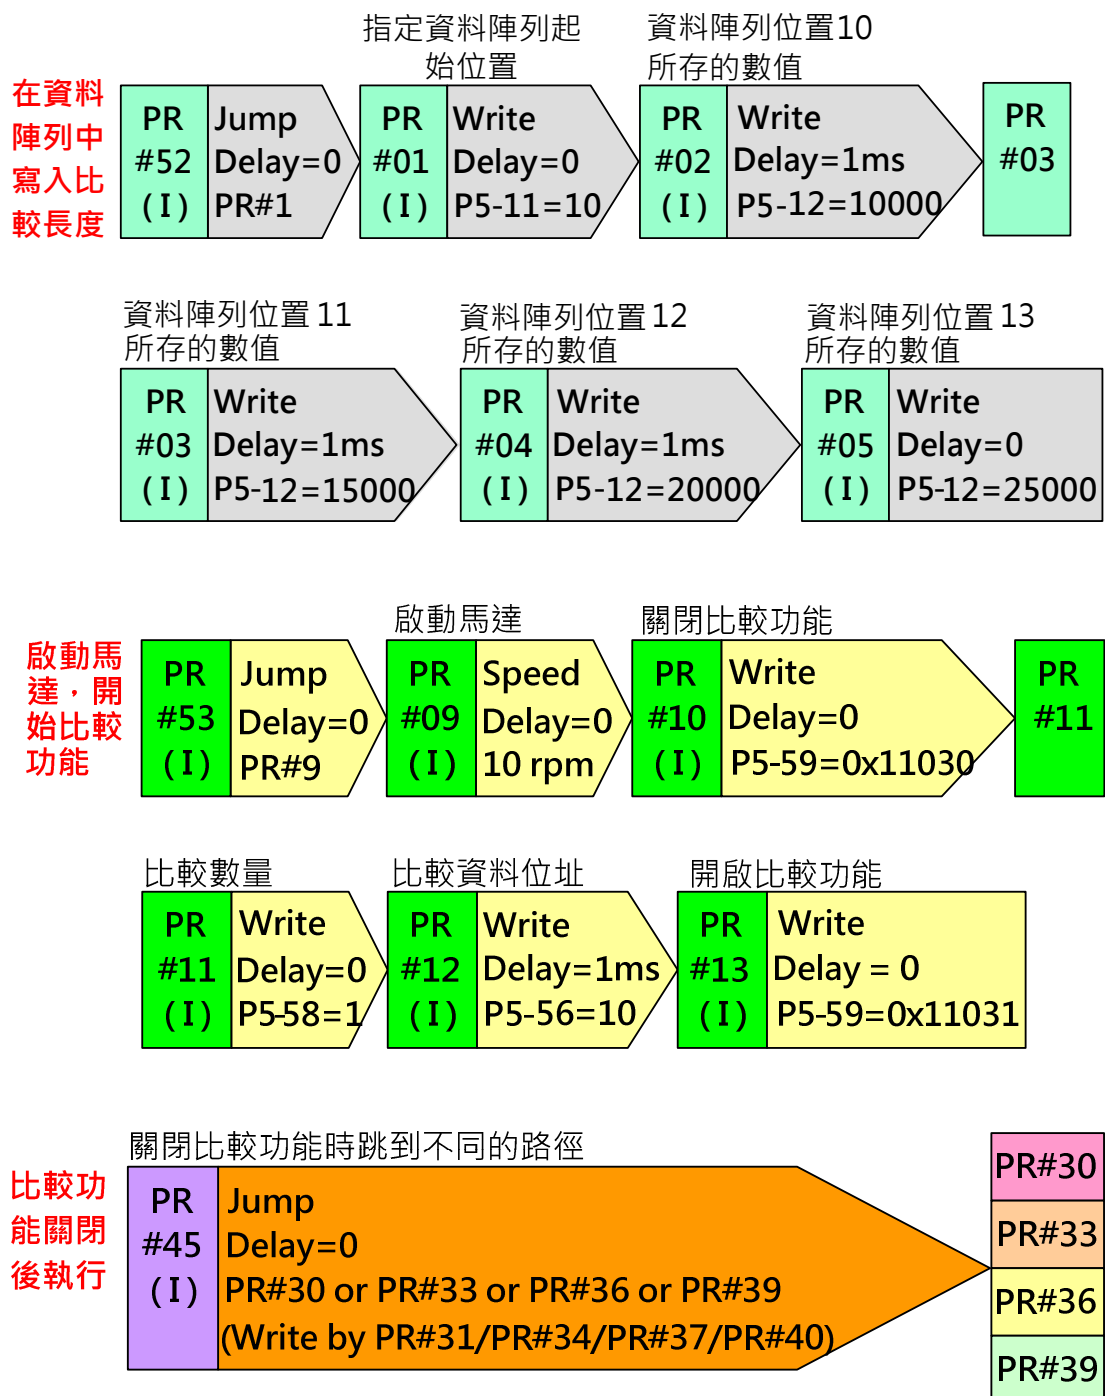 指定資料陣列起
始位置
資料陣列位置10
所存的數值
在資料
陣列中
寫入比
較長度
PR
#52
(I)
Jump
Delay=0
PR#1
PR
#01
(I)
Write
Delay=0
P5-11=10
PR
#02
(I)
Write
Delay=1ms
P5-12=10000
PR
#03
資料陣列位置11
所存的數值
資料陣列位置12
所存的數值
資料陣列位置13
所存的數值
PR
#03
(I)
Write
Delay=1ms
P5-12=15000
PR
#04
(I)
Write
Delay=1ms
P5-12=20000
PR
#05
(I)
Write
Delay=0
P5-12=25000
啟動馬達
關閉比較功能
啟動馬
達，開
始比較
功能
PR
#53
(I)
Jump
Delay=0
PR#9
PR
#09
(I)
Speed
Delay=0
10 rpm
PR
#10
(I)
Write
Delay=0
P5-59=0x11030
PR
#11
比較數量
比較資料位址
開啟比較功能
PR
#11
(I)
Write
Delay=0
P5-58=1
PR
#12
(I)
Write
Delay=1ms
P5-56=10
PR
#13
(I)
Write
Delay = 0
P5-59=0x11031
關閉比較功能時跳到不同的路徑
比較功
能關閉
後執行
PR
#45
(I)
Jump
Delay=0
PR#30 or PR#33 or PR#36 or PR#39
(Write by PR#31/PR#34/PR#37/PR#40)
PR#30
PR#33
PR#36
PR#39